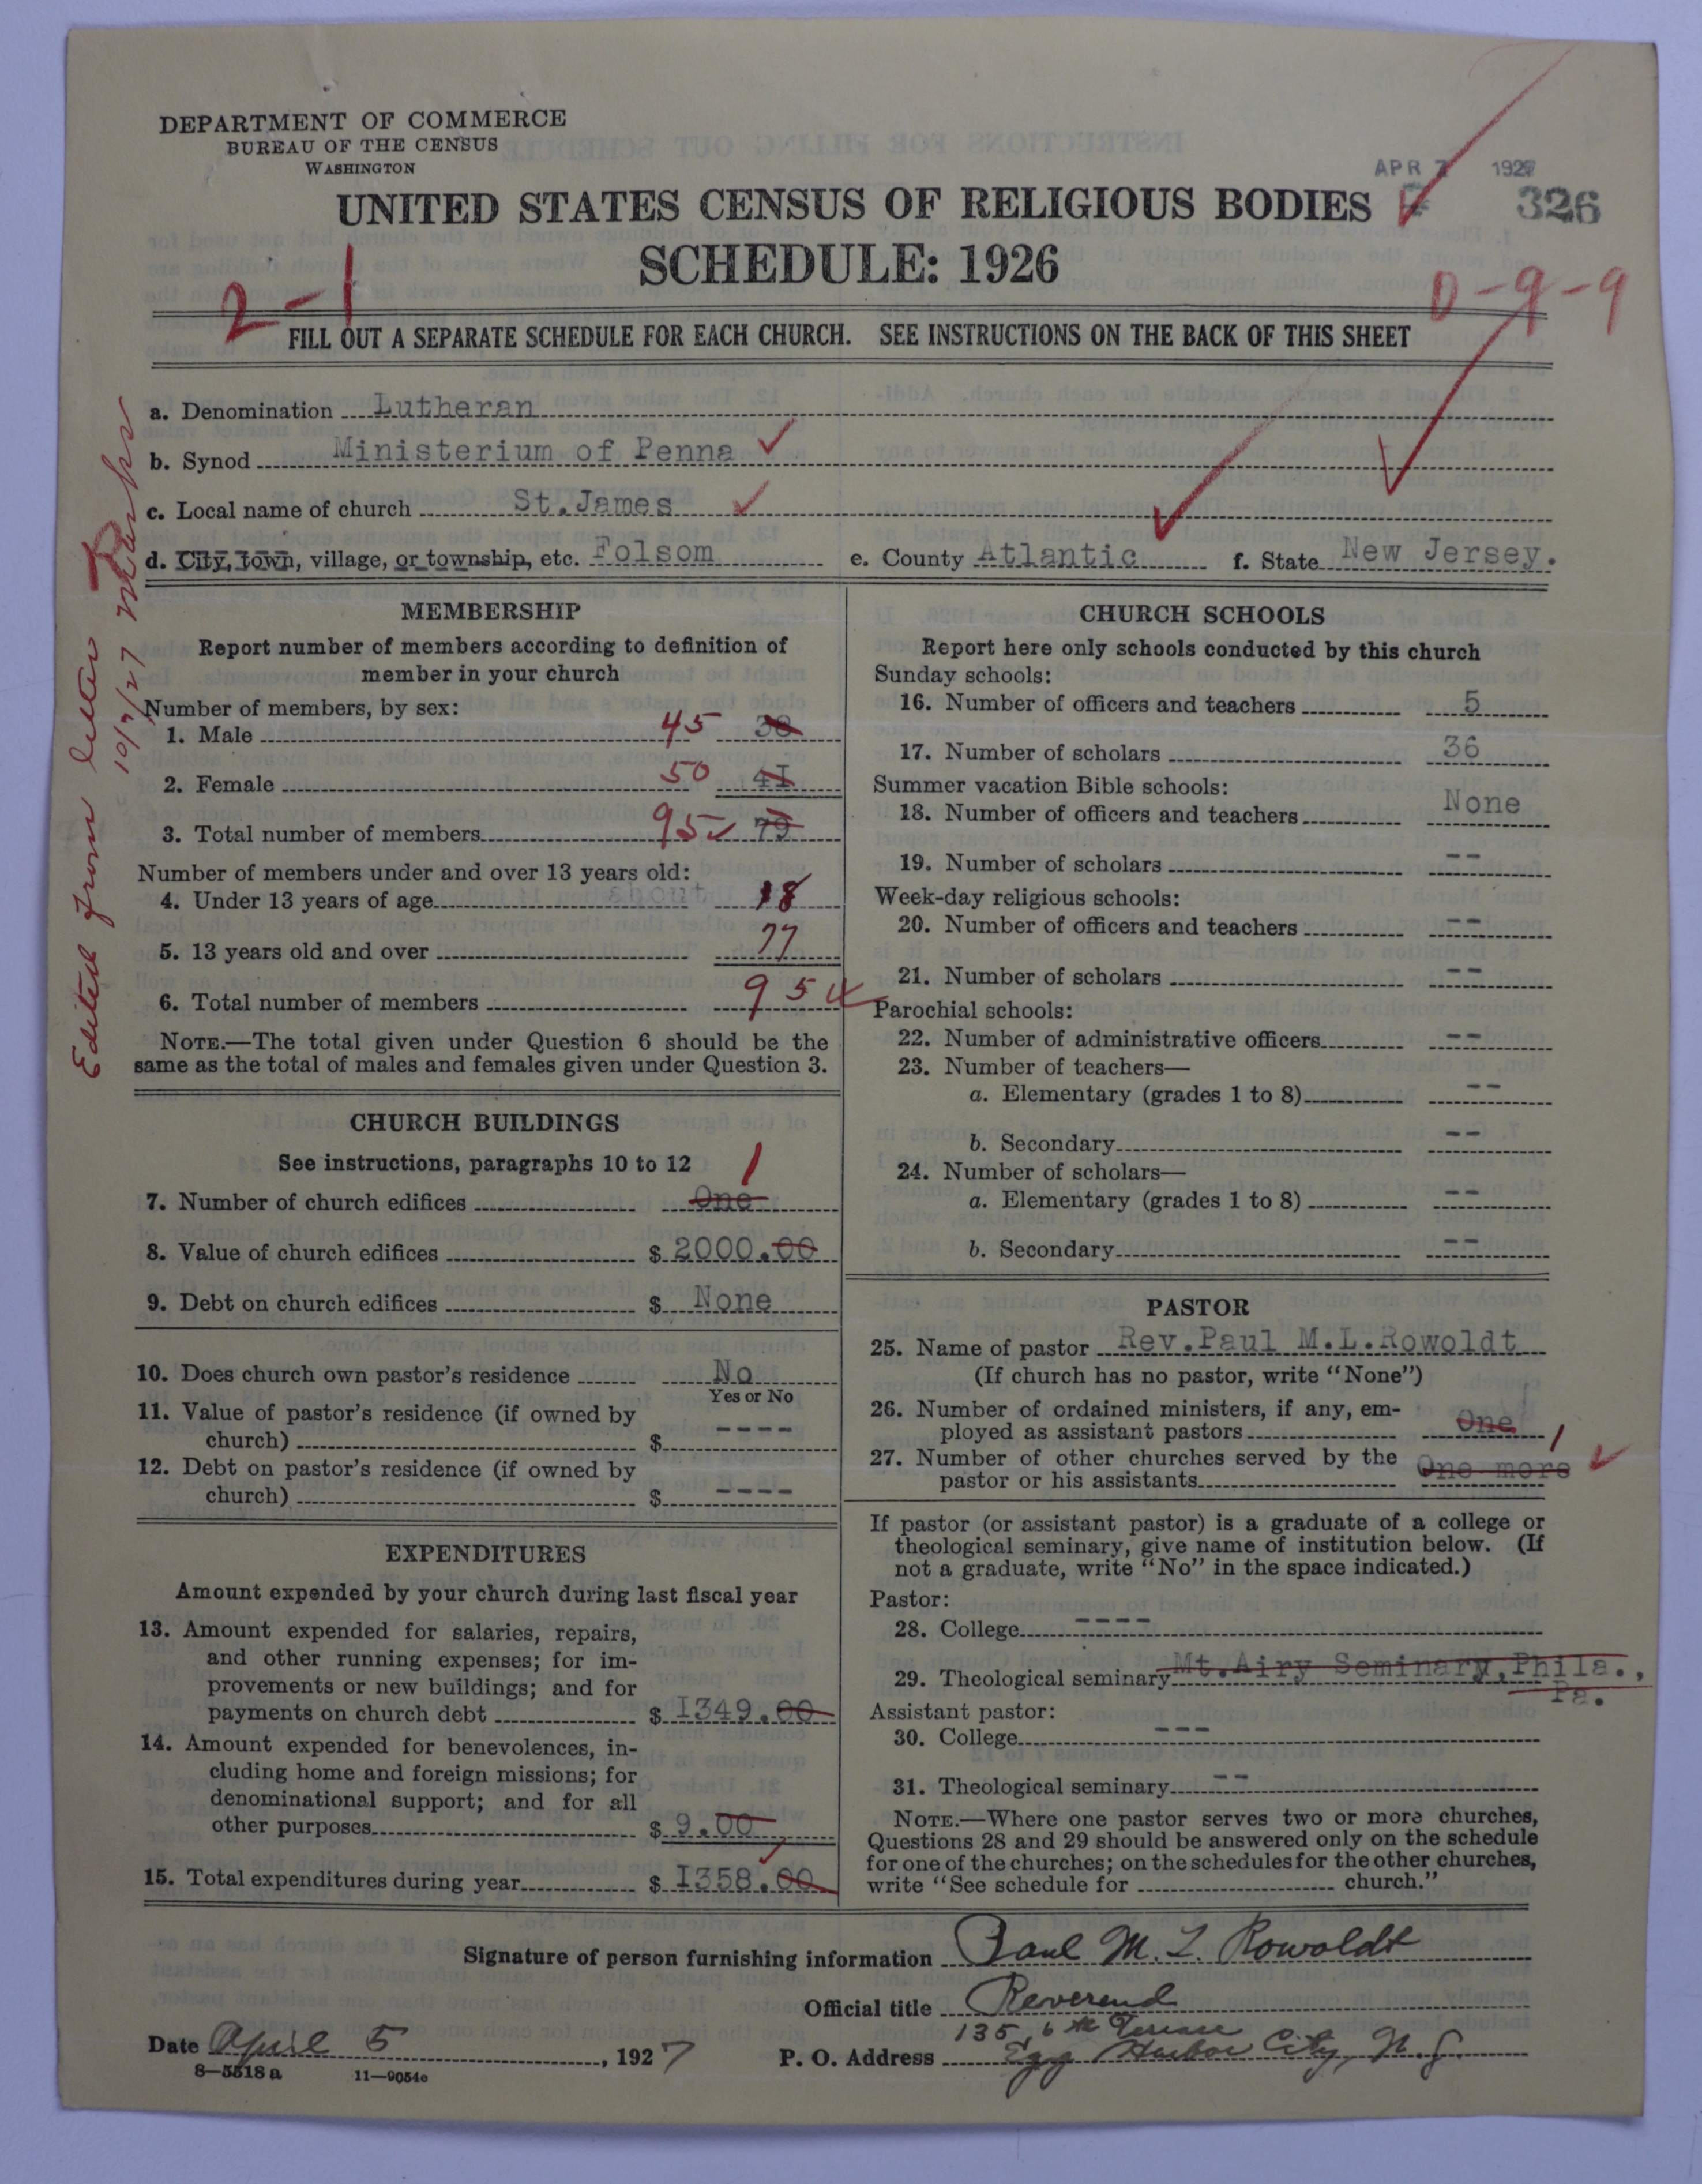 DEPARTMENT OF COMMERCE
BUREAU OF THE CENSUS
WASHINGTON
APR 7 1927
UNITED STATES CENSUS OF RELIGIOUS BODIES
326
SCHEDULE: 1926
2-1
0-9-9
FILL OUT A SEPARATE SCHEDULE FOR EACH CHURCH. SEE INSTRUCTIONS ON THE BACK OF THIS SHEET
a. Denomination Lutheran
b. Synod Ministerium of Penna
c. Local name of church St.James
d. City, town, village, or township, etc. Folsom e. County Atlantic f. State New Jersey.
Edited from letter
10/7/27
MEMBERSHIP
Report number of members according to definition of
member in your church
Number of members, by sex:
1. Male 45 38
2. Female 50 41
3. Total number of members 95 79
Number of members under and over 13 years old:
4. Under 13 years of age about 18
5. 13 years old and over 77
6. Total number of members 95
NOTE.—The total given under Question 6 should be the
same as the total of males and females given under Question 3.
CHURCH BUILDINGS
See instructions, paragraphs 10 to 12
7. Number of church edifices One 1
8. Value of church edifices $ 2000.00
9. Debt on church edifices $ None
10. Does church own pastor's residence No
Yes or No
11. Value of pastor's residence (if owned by
church) $ ----
12. Debt on pastor's residence (if owned by
church) $ ----
EXPENDITURES
Amount expended by your church during last fiscal year
13. Amount expended for salaries, repairs,
and other running expenses; for im-
provements or new buildings; and for
payments on church debt $ I349.00
14. Amount expended for benevolences, in-
cluding home and foreign missions; for
denominational support; and for all
other purposes $ 9.00
15. Total expenditures during year $ I358.00
CHURCH SCHOOLS
Report here only schools conducted by this church
Sunday schools:
16. Number of officers and teachers 5
17. Number of scholars 36
Summer vacation Bible schools:
18. Number of officers and teachers None
19. Number of scholars --
Week-day religious schools:
20. Number of officers and teachers --
21. Number of scholars --
Parochial schools:
22. Number of administrative officers --
23. Number of teachers—
a. Elementary (grades 1 to 8) --
b. Secondary --
24. Number of scholars—
a. Elementary (grades 1 to 8) --
b. Secondary --
PASTOR
25. Name of pastor Rev.Paul M.L.Rowoldt
(If church has no pastor, write "None")
26. Number of ordained ministers, if any, em-
ployed as assistant pastors One 1
27. Number of other churches served by the
pastor or his assistants One more
If pastor (or assistant pastor) is a graduate of a college or
theological seminary, give name of institution below. (If
not a graduate, write "No" in the space indicated.)
Pastor:
28. College ----
29. Theological seminary Mt.Airy Seminary,Phila.,
Pa.
Assistant pastor:
30. College ---
31. Theological seminary --
NOTE.—Where one pastor serves two or more churches,
Questions 28 and 29 should be answered only on the schedule
for one of the churches; on the schedules for the other churches,
write "See schedule for church."
Signature of person furnishing information Paul M. L. Rowoldt
Official title Reverend
135, 6th Terrace
Date April 5, 1927 P. O. Address Egg Harbor City, N.J.
8—5518 a 11—9054c